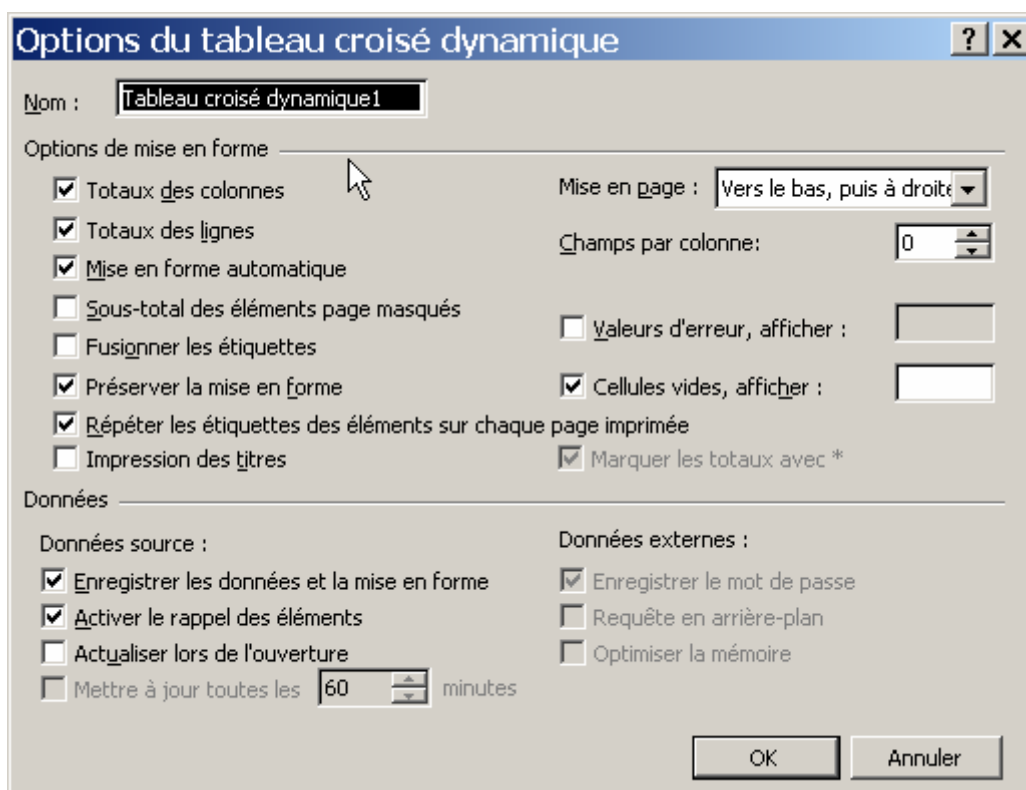 Options du tableau croisé dynamique
Nom : Tableau croisé dynamique1
Options de mise en forme
Totaux des colonnes
Mise en page : Vers le bas, puis à droite
Totaux des lignes
Champs par colonne: 0
Mise en forme automatique
Sous-total des éléments page masqués
Valeurs d'erreur, afficher :
Fusionner les étiquettes
Préserver la mise en forme
Cellules vides, afficher :
Répéter les étiquettes des éléments sur chaque page imprimée
Impression des titres
Marquer les totaux avec *
Données
Données source :
Enregistrer les données et la mise en forme
Activer le rappel des éléments
Actualiser lors de l'ouverture
Mettre à jour toutes les 60 minutes
Données externes :
Enregistrer le mot de passe
Requête en arrière-plan
Optimiser la mémoire
OK
Annuler